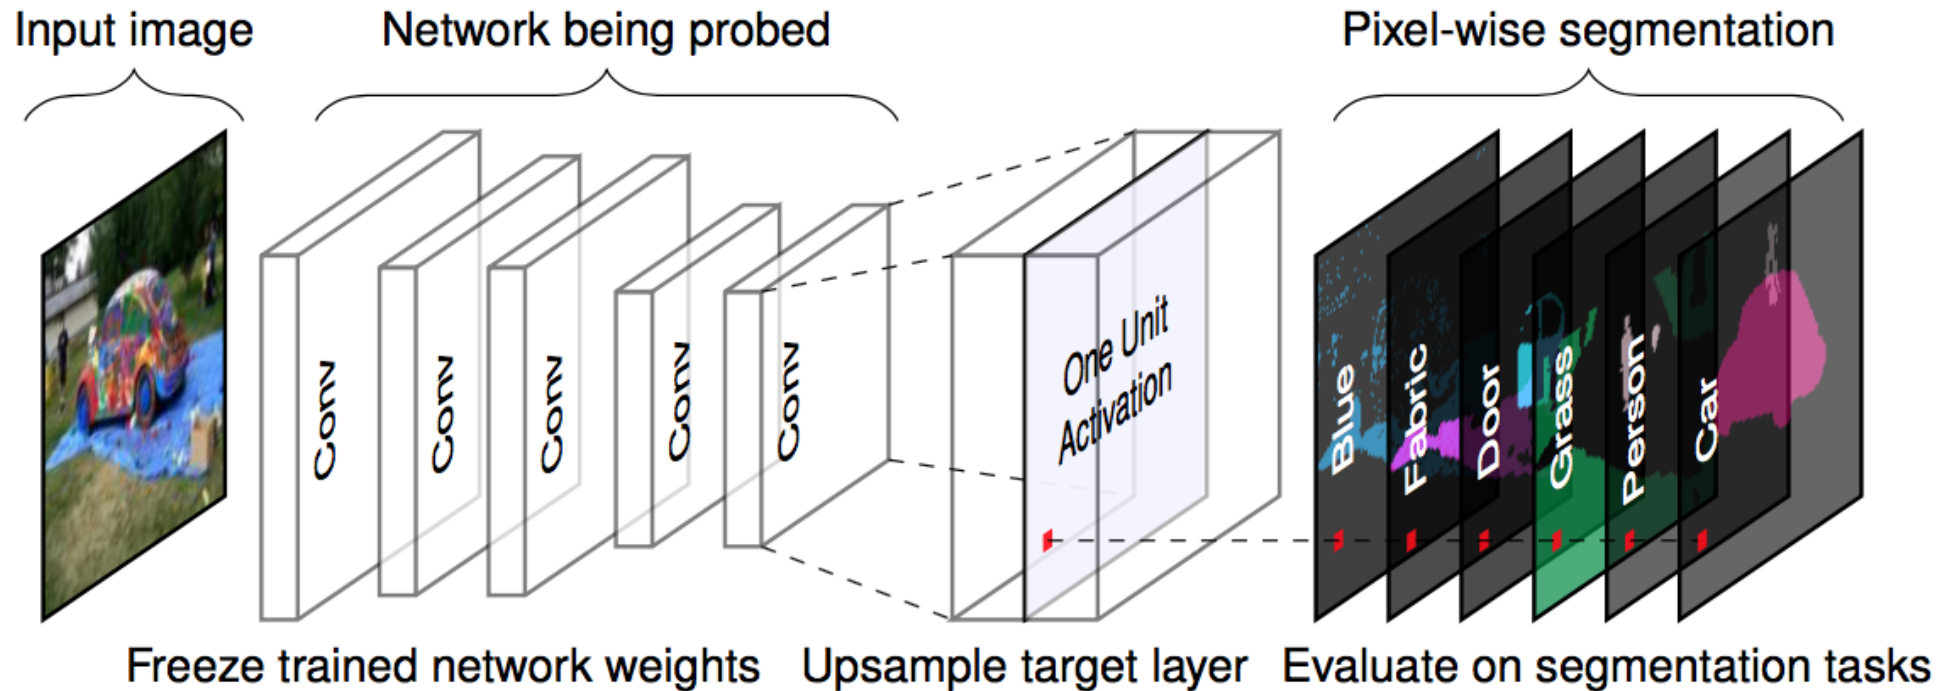 Input image
Network being probed
Pixel-wise segmentation
Conv
Conv
Conv
Conv
Conv
One Unit
Activation
Blue
Fabric
Door
Grass
Person
Car
Freeze trained network weights
Upsample target layer
Evaluate on segmentation tasks